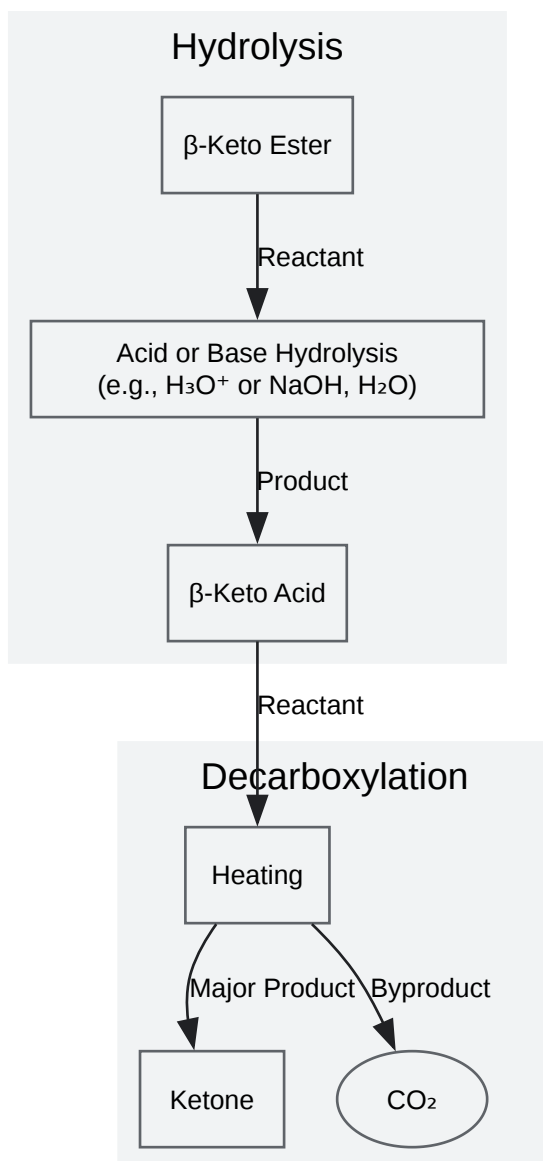 Hydrolysis
β-Keto Ester
Reactant
Acid or Base Hydrolysis
(e.g., H₃O⁺ or NaOH, H₂O)
Product
β-Keto Acid
Reactant
Decarboxylation
Heating
Major Product
Byproduct
Ketone
CO₂